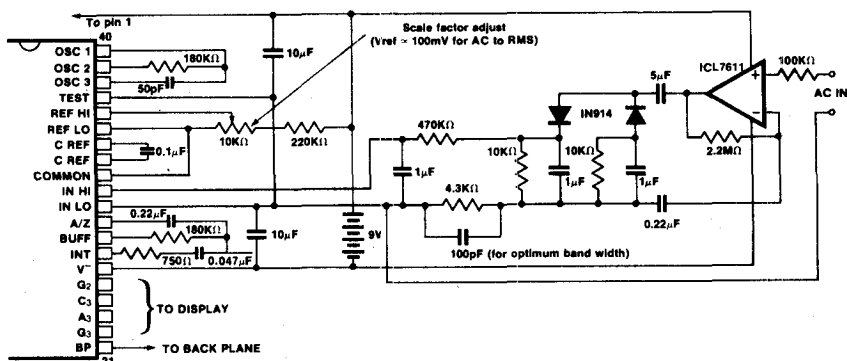 To pin 1
40
OSC 1
OSC 2
OSC 3
TEST
REF HI
REF LO
C REF
C REF
COMMON
IN HI
IN LO
A/Z
BUFF
INT
V⁻
G₂
C₃
A₃
G₃
BP
21
180KΩ
50pF
10µF
Scale factor adjust
(Vref ≈ 100mV for AC to RMS)
10KΩ
220KΩ
0.1µF
470KΩ
1µF
5µF
ICL7611
+
−
100KΩ
AC IN
IN914
2.2MΩ
10KΩ
1µF
10KΩ
1µF
4.3KΩ
0.22µF
100pF (for optimum band width)
0.22µF
180KΩ
750Ω
0.047µF
10µF
9V
TO DISPLAY
TO BACK PLANE